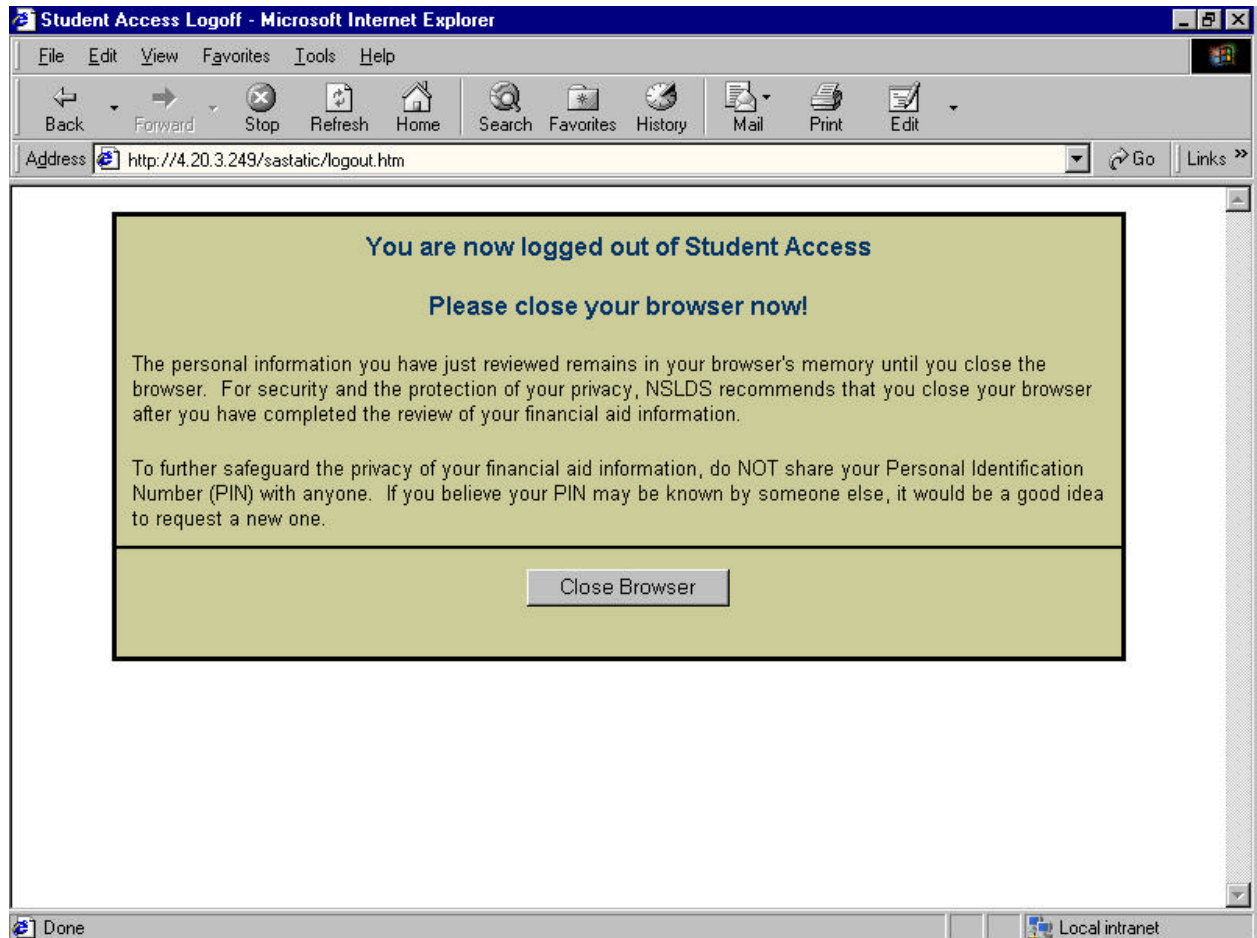 Student Access Logoff - Microsoft Internet Explorer
File Edit View Favorites Tools Help
Back Forward Stop Refresh Home Search Favorites History Mail Print Edit
Address http://4.20.3.249/sastatic/logout.htm Go Links »
You are now logged out of Student Access
Please close your browser now!
The personal information you have just reviewed remains in your browser's memory until you close the
browser. For security and the protection of your privacy, NSLDS recommends that you close your browser
after you have completed the review of your financial aid information.
To further safeguard the privacy of your financial aid information, do NOT share your Personal Identification
Number (PIN) with anyone. If you believe your PIN may be known by someone else, it would be a good idea
to request a new one.
Close Browser
Done Local intranet